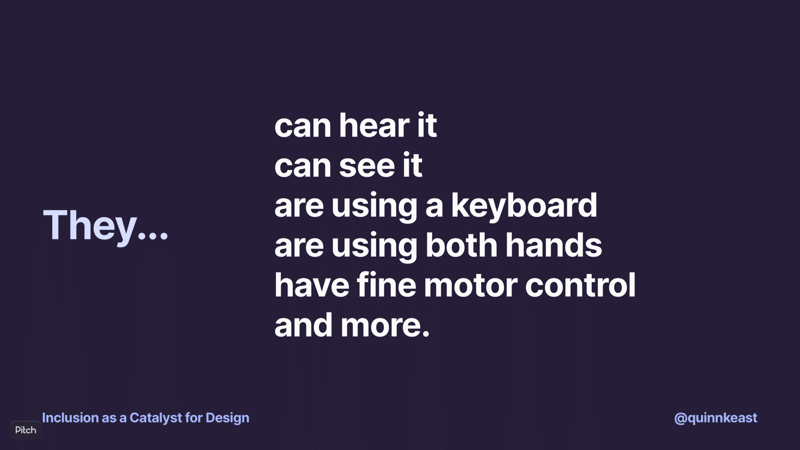 They...
can hear it
can see it
are using a keyboard
are using both hands
have fine motor control
and more.
Inclusion as a Catalyst for Design
@quinnkeast
Pitch